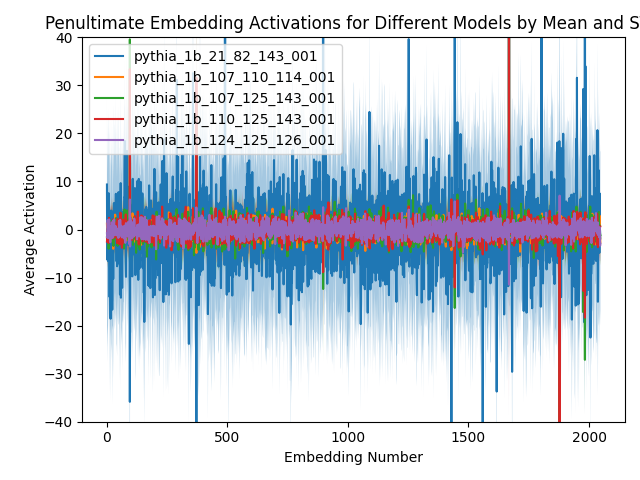 Penultimate Embedding Activations for Different Models by Mean and S
40
30
20
10
0
−10
−20
−30
−40
Average Activation
pythia_1b_21_82_143_001
pythia_1b_107_110_114_001
pythia_1b_107_125_143_001
pythia_1b_110_125_143_001
pythia_1b_124_125_126_001
0 500 1000 1500 2000
Embedding Number